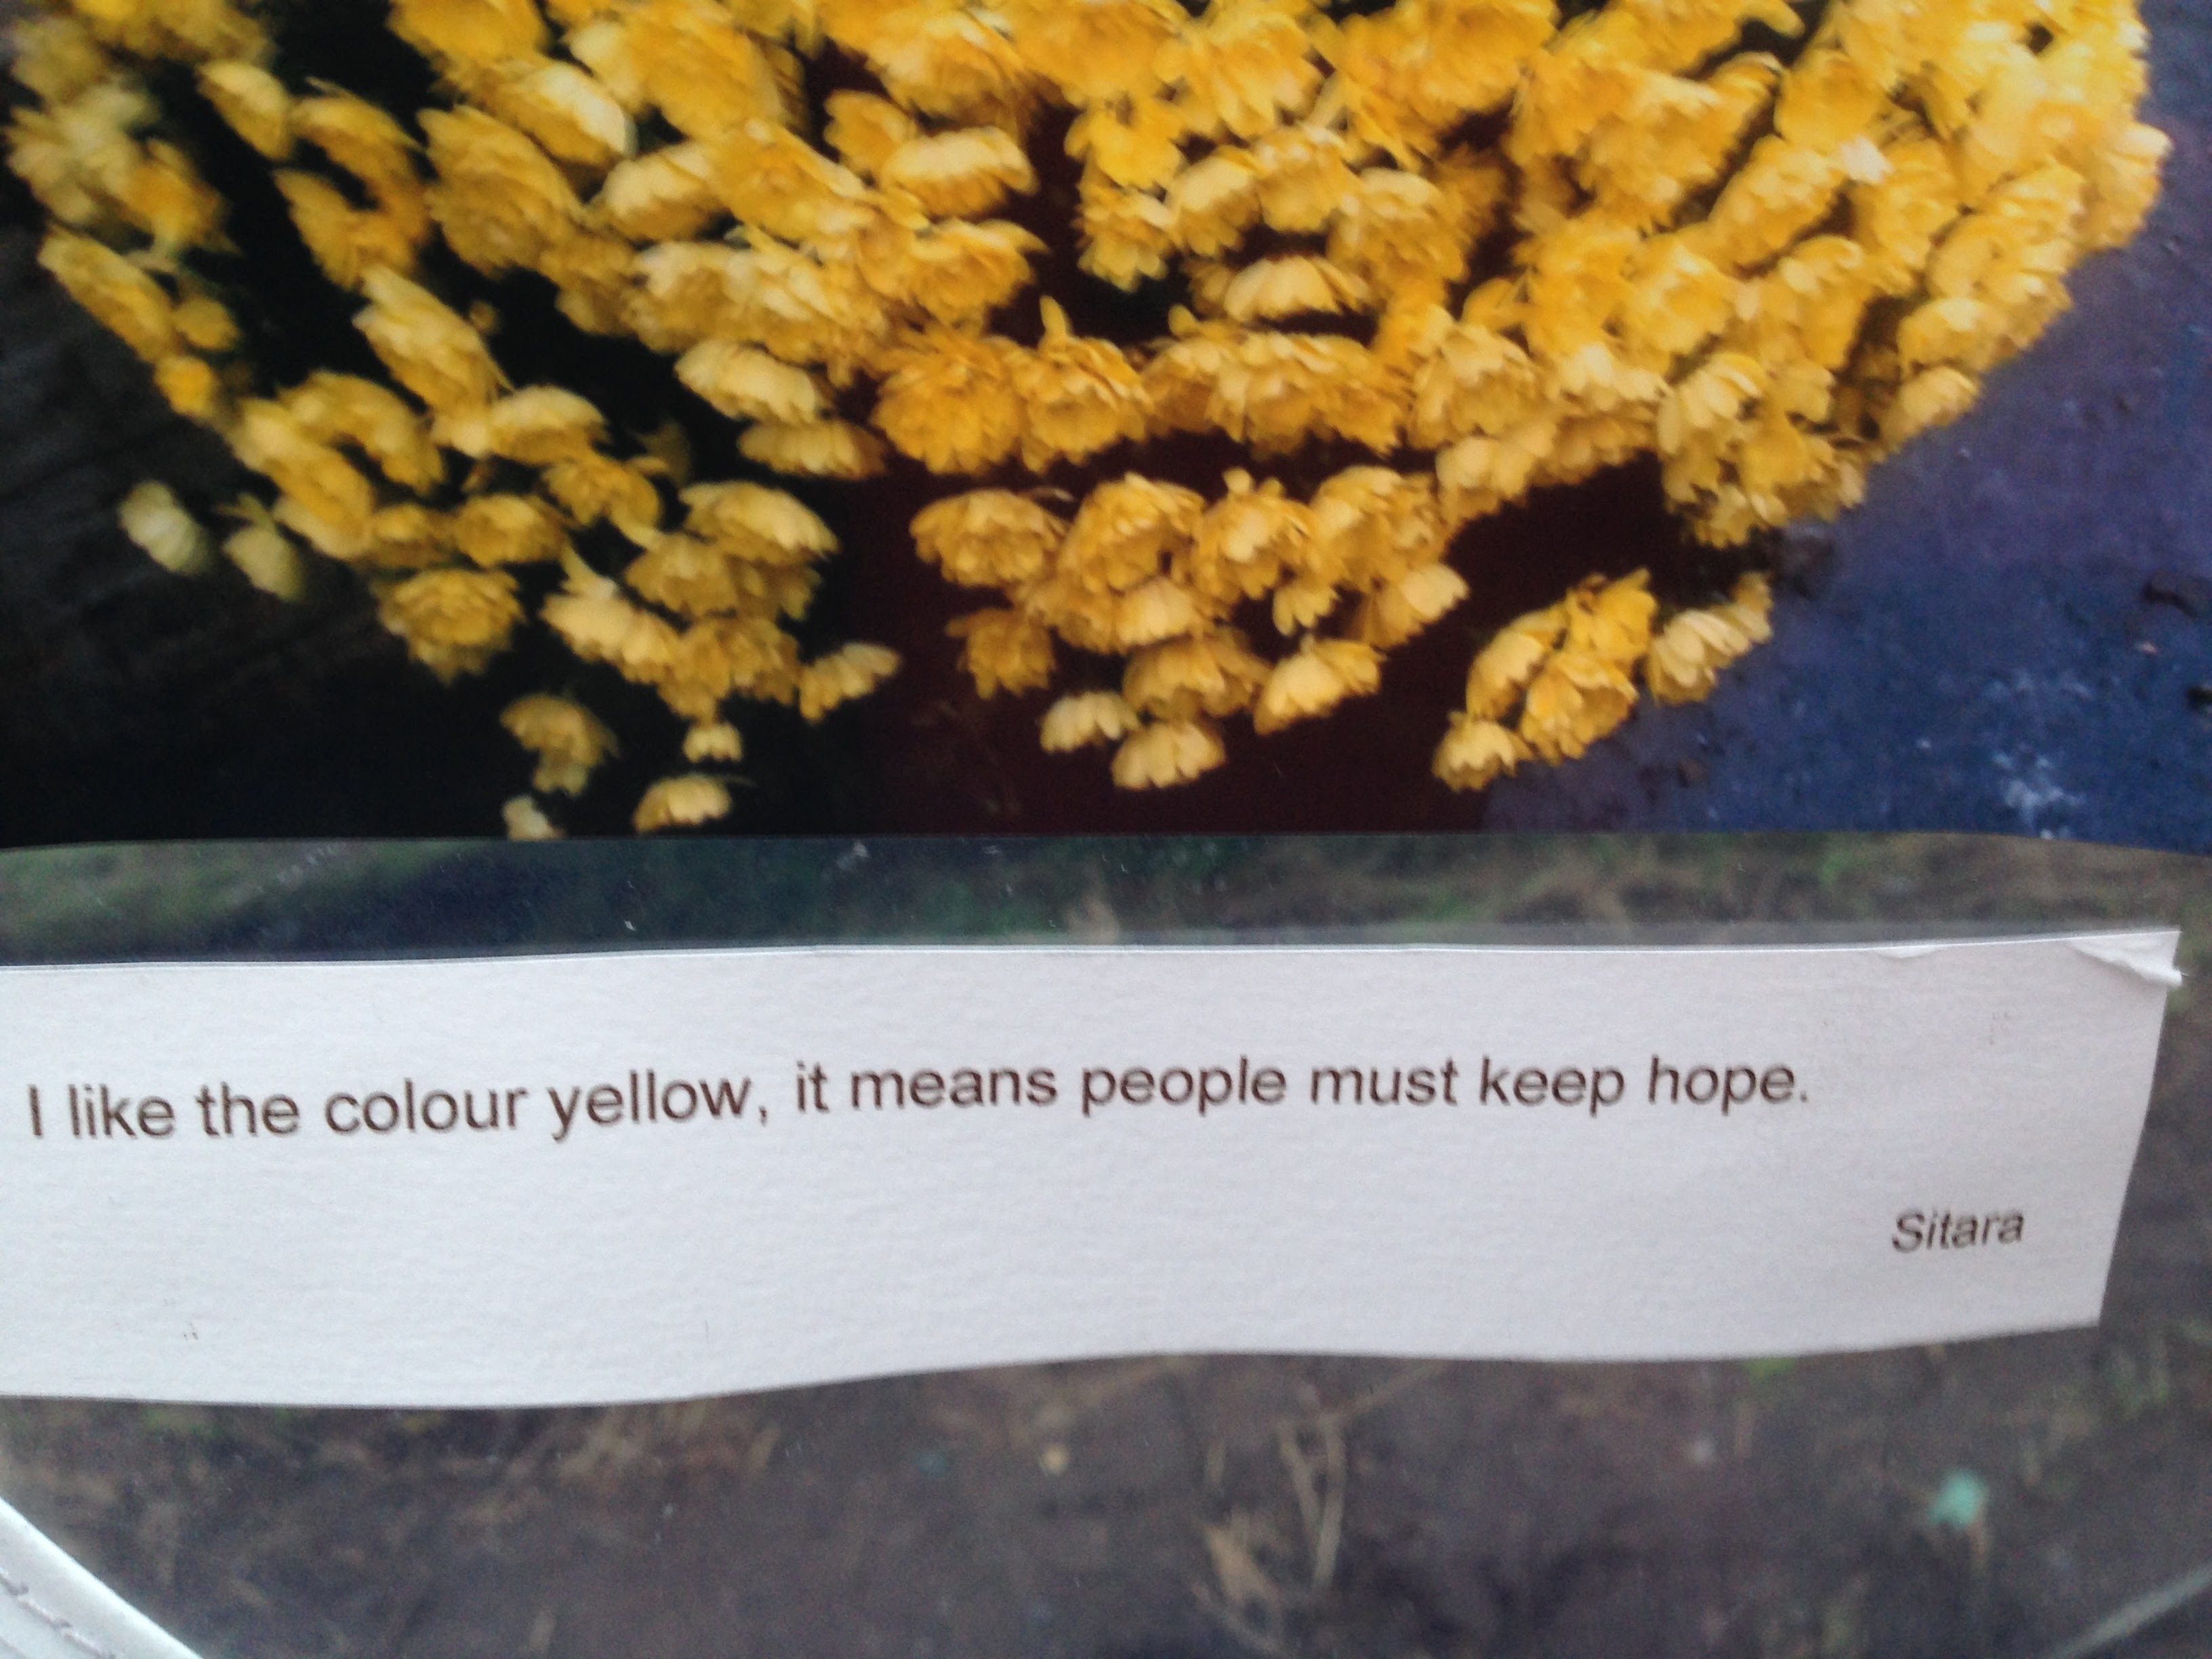 I like the colour yellow, it means people must keep hope.
Sitara